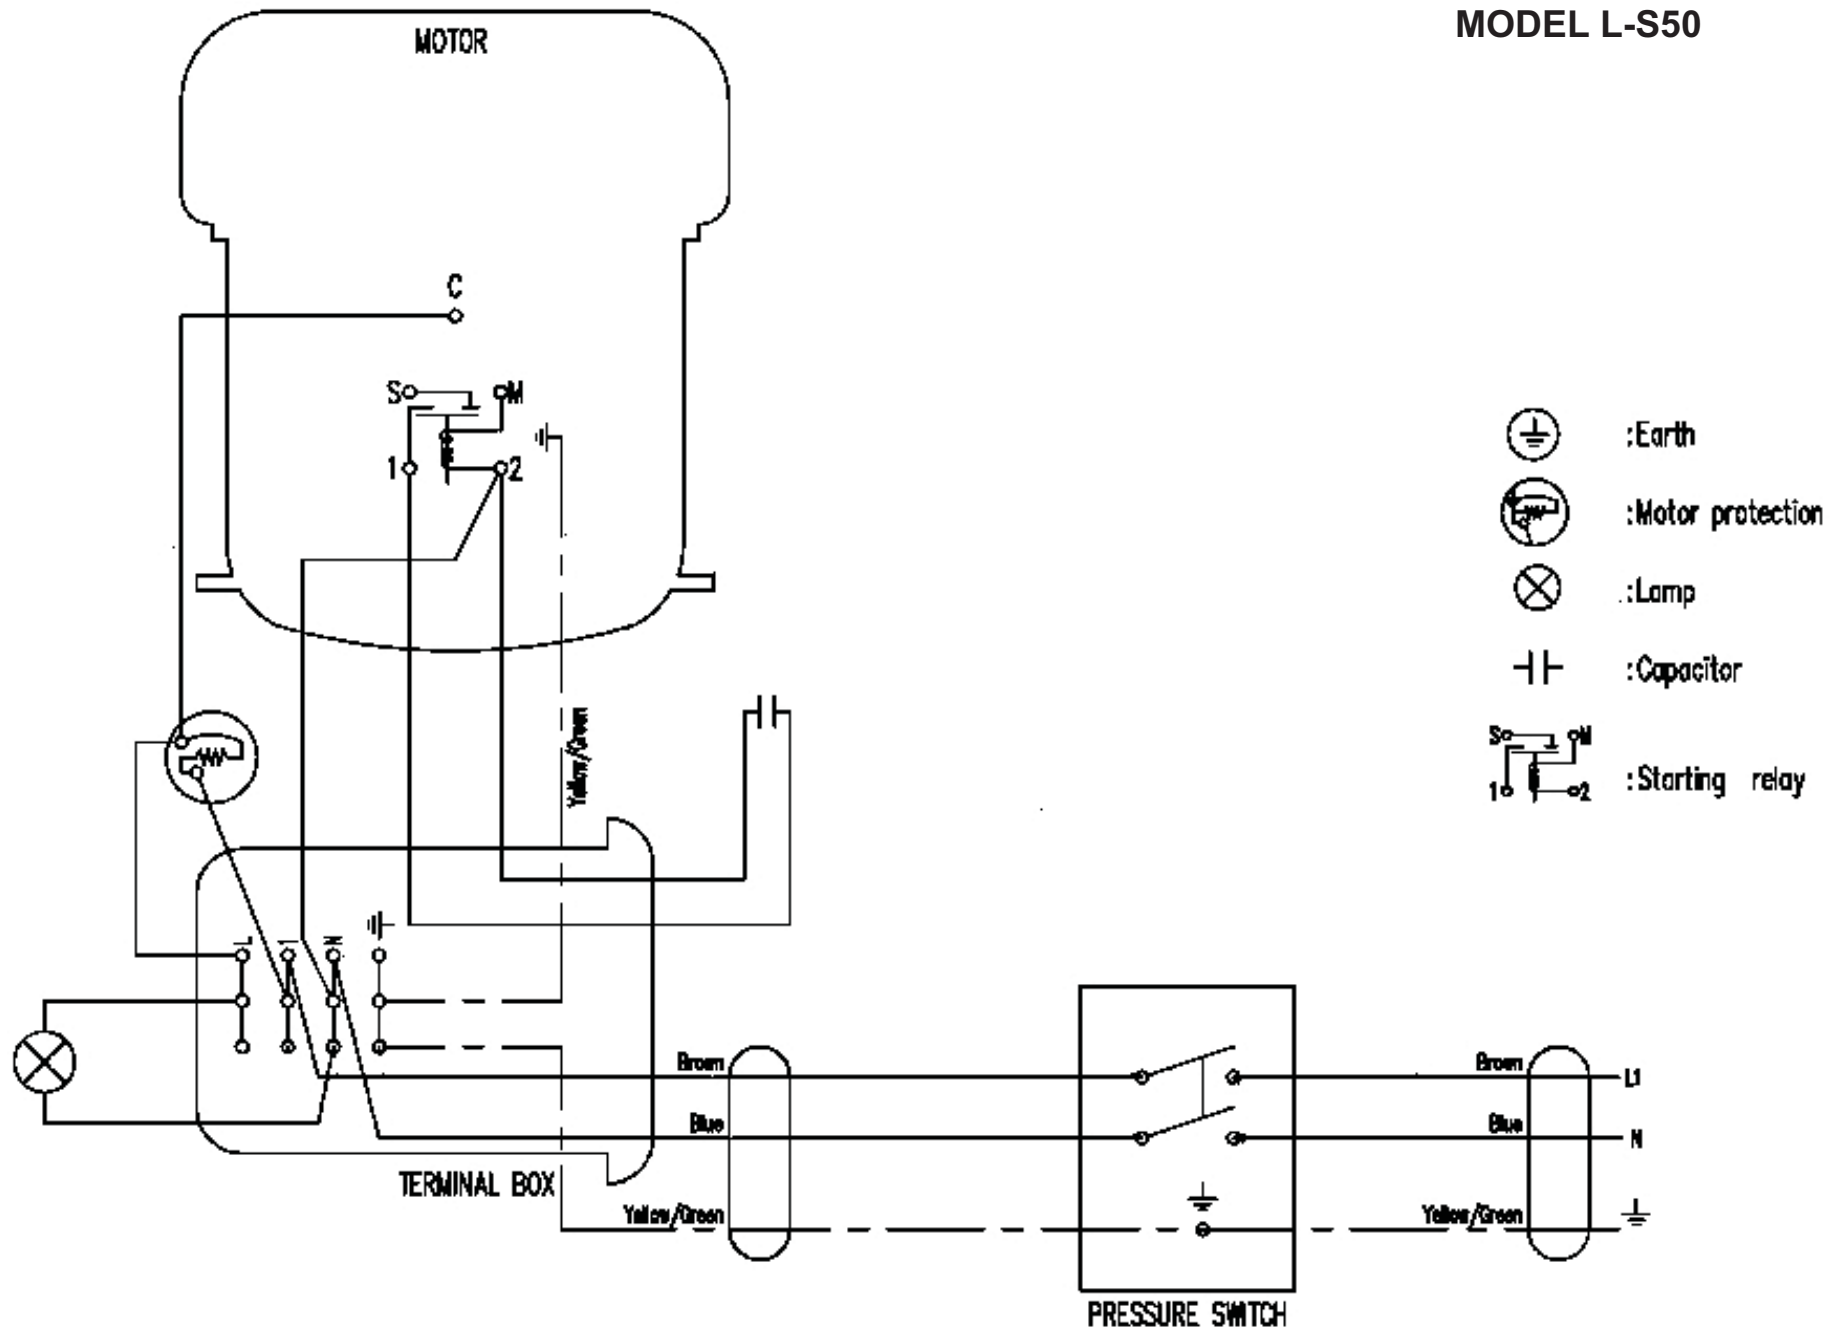 MODEL L-S50
MOTOR
C
S M
1 2
:Earth
:Motor protection
:Lamp
:Capacitor
S M
1 2
:Starting relay
Yellow/Green
L 1 N
Brown Brown L1
Blue Blue N
TERMINAL BOX
Yellow/Green Yellow/Green
PRESSURE SWITCH